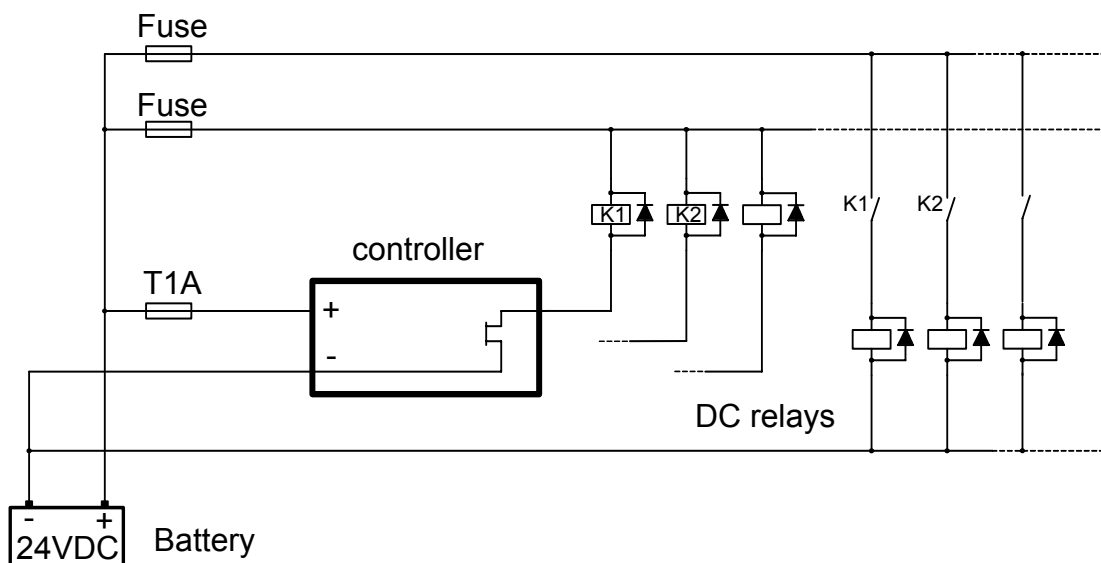 Fuse
Fuse
K1 K2
K1 K2
controller
T1A
+
-
DC relays
- +
24VDC
Battery